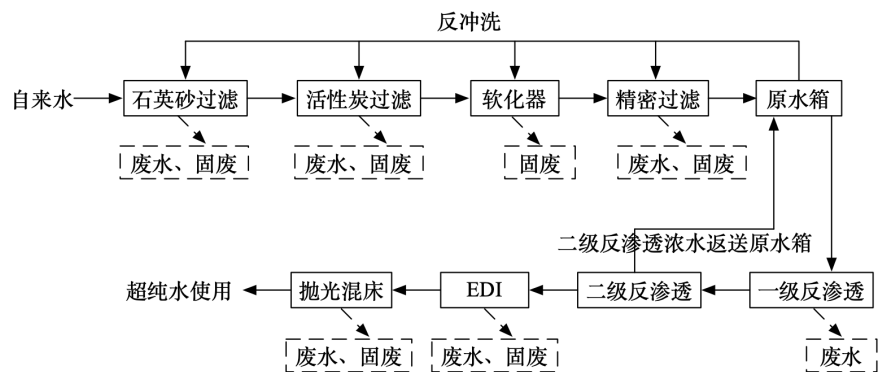 反冲洗
自来水
石英砂过滤
活性炭过滤
软化器
精密过滤
原水箱
废水、固废
废水、固废
固废
废水、固废
二级反渗透浓水返送原水箱
超纯水使用
抛光混床
EDI
二级反渗透
一级反渗透
废水、固废
废水、固废
废水